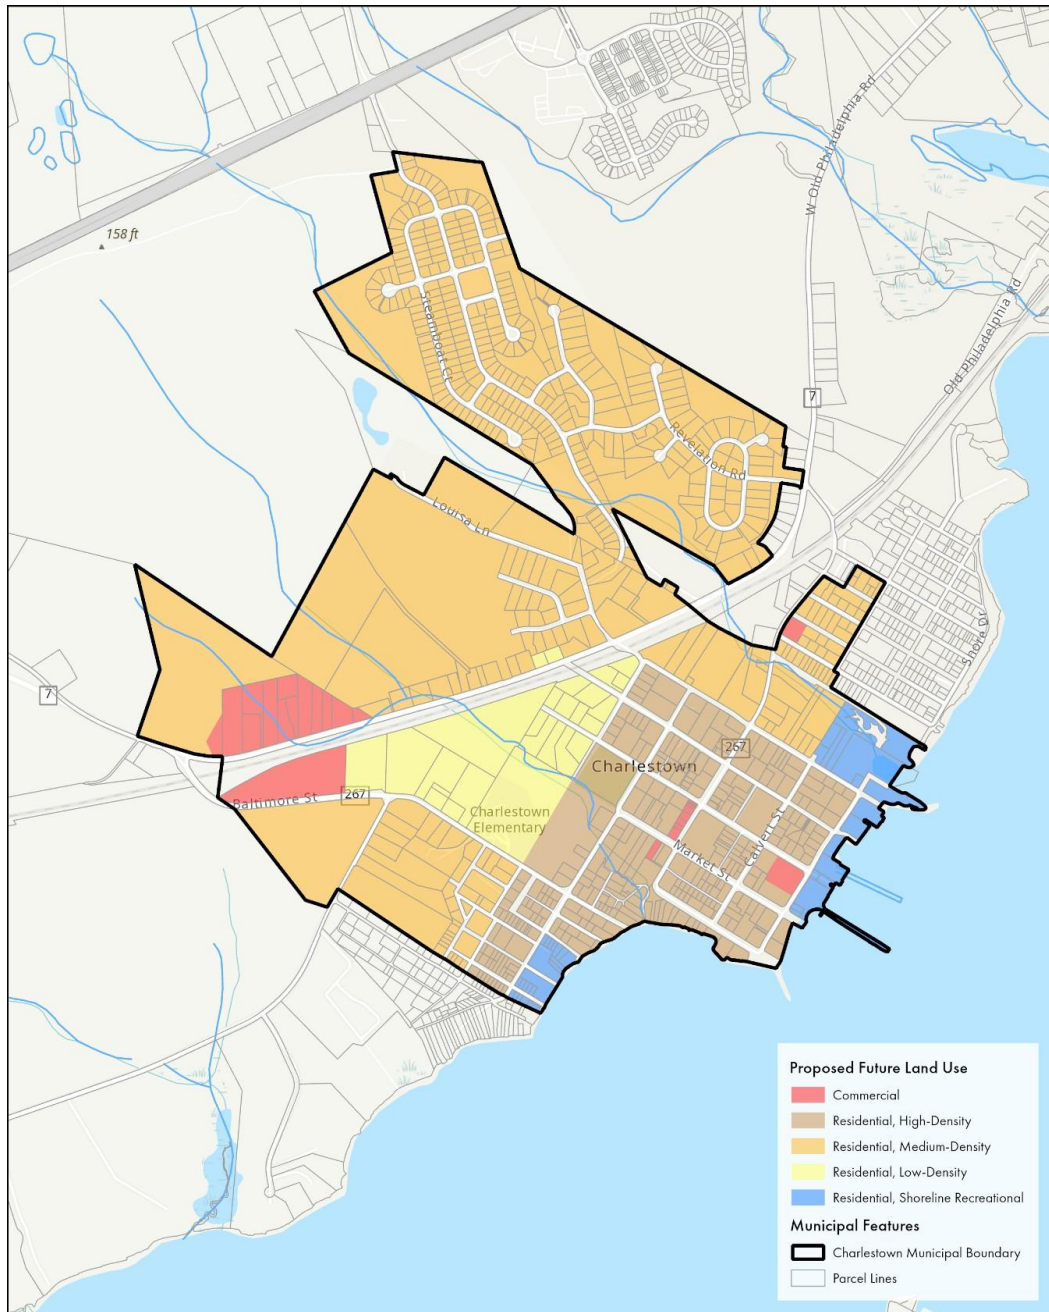 158 ft
W Old Philadelphia Rd
Old Philadelphia Rd
Steamboat Ct
7
Revelation Rd
Louisa Ln
Shore Dr
7
267
Charlestown
Baltimore St
267
Charlestown
Elementary
Calvert St
Market St
Proposed Future Land Use
Commercial
Residential, High-Density
Residential, Medium-Density
Residential, Low-Density
Residential, Shoreline Recreational
Municipal Features
Charlestown Municipal Boundary
Parcel Lines